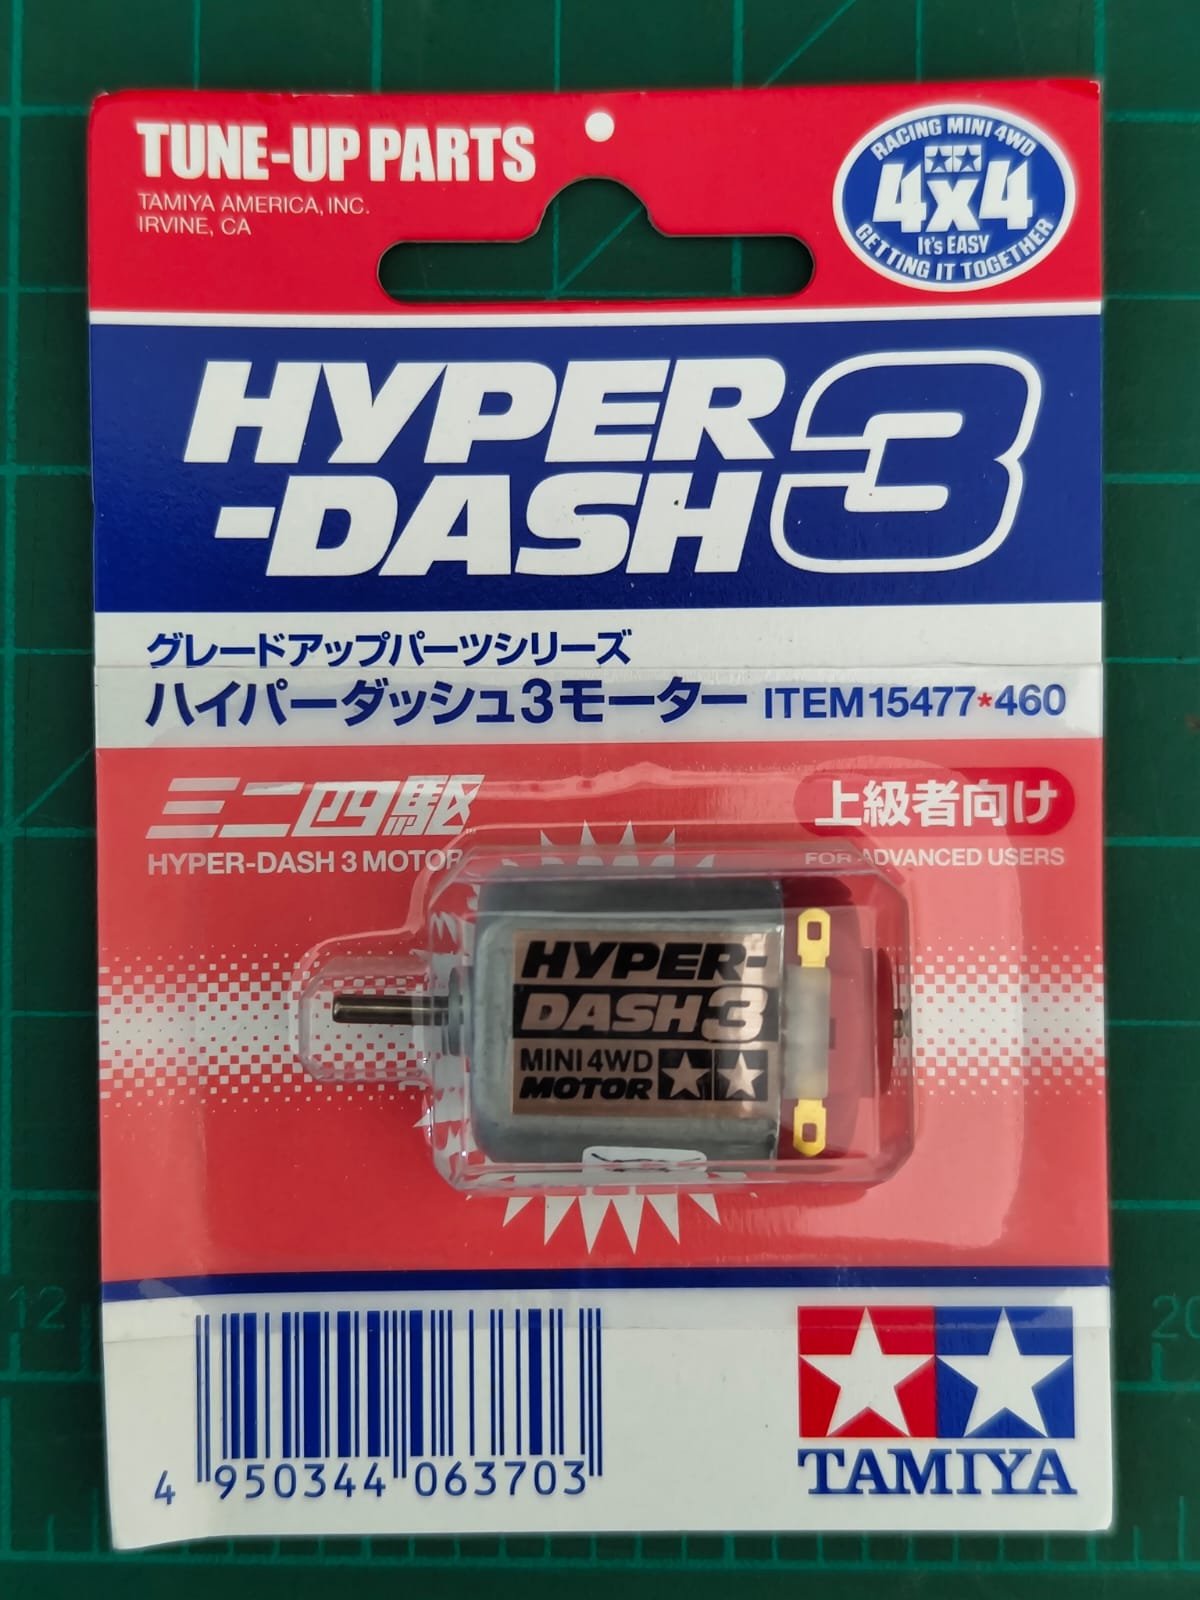 TUNE-UP PARTS
TAMIYA AMERICA, INC.
IRVINE, CA
RACING MINI 4WD
4x4
It's EASY
GETTING IT TOGETHER
HYPER
-DASH 3
グレードアップパーツシリーズ
ハイパーダッシュ3モーター ITEM 15477*460
ミニ四駆
上級者向け
HYPER-DASH 3 MOTOR
FOR ADVANCED USERS
HYPER-
DASH 3
MINI 4WD
MOTOR
4 950344 063703
TAMIYA
12
20